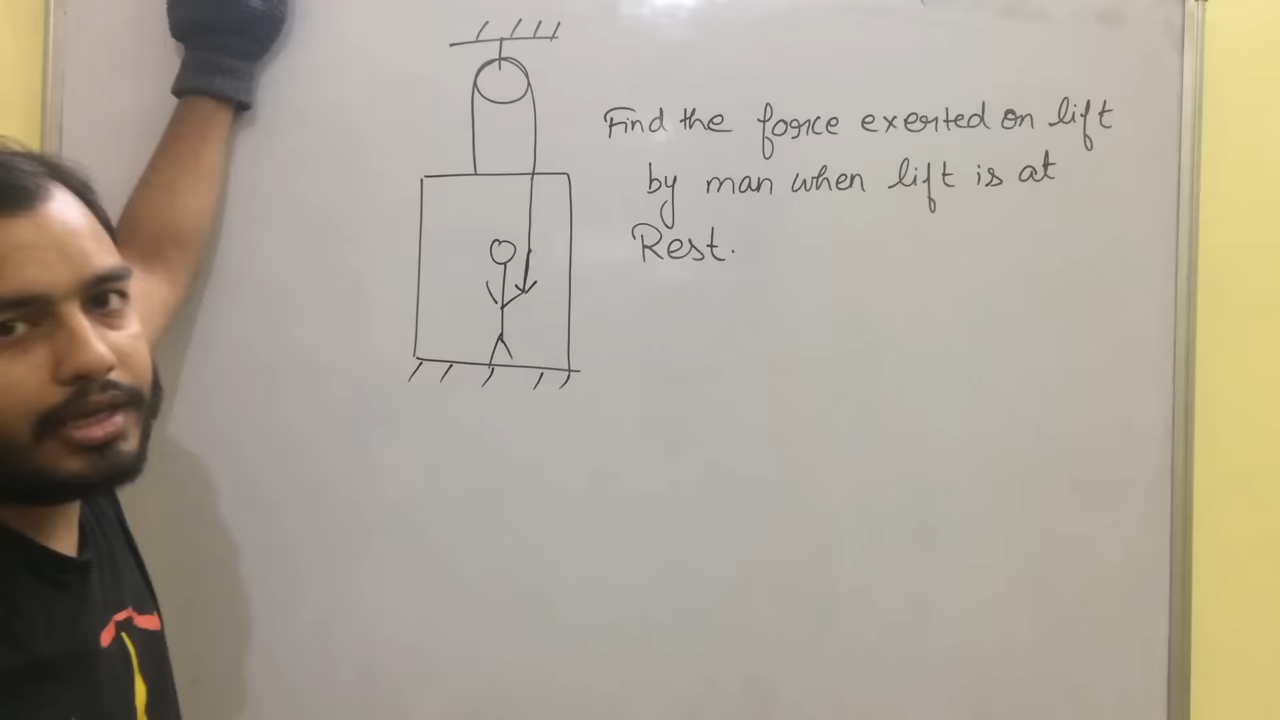 Find the force exerted on lift
by man when lift is at
Rest.